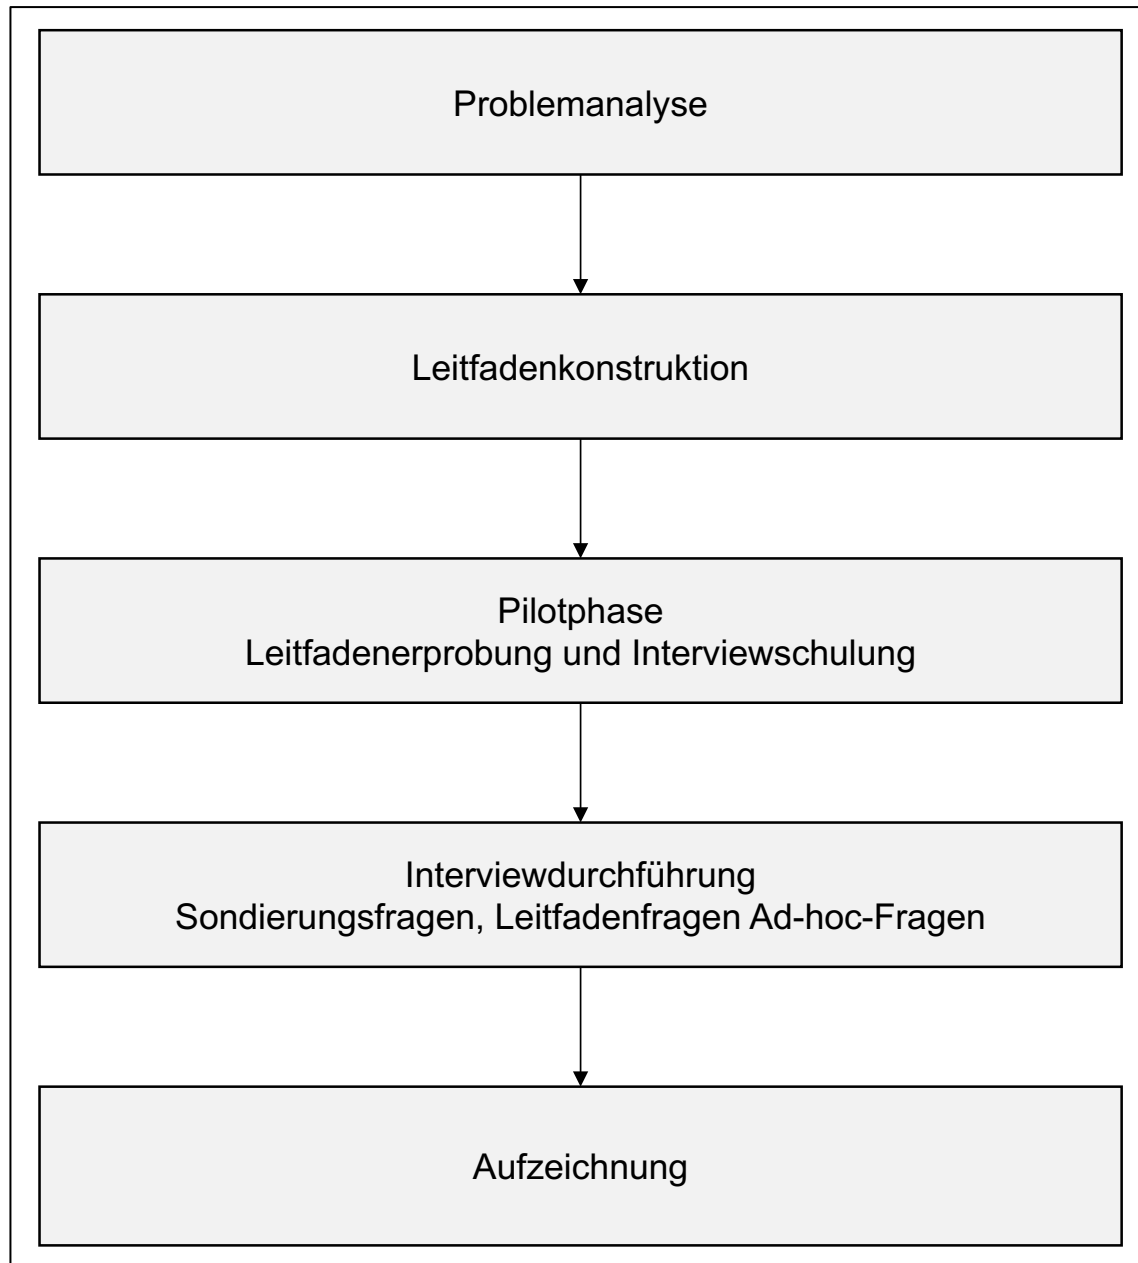 Problemanalyse
Leitfadenkonstruktion
Pilotphase
Leitfadenerprobung und Interviewschulung
Interviewdurchführung
Sondierungsfragen, Leitfadenfragen Ad-hoc-Fragen
Aufzeichnung